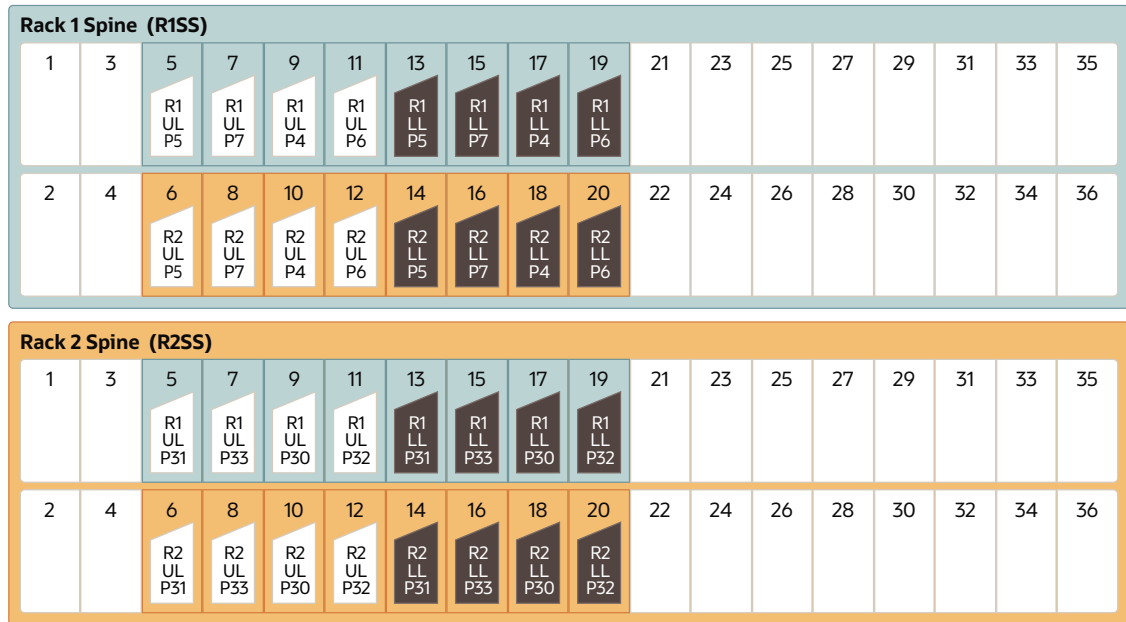 Rack 1 Spine (R1SS)
1 3 5 7 9 11 13 15 17 19 21 23 25 27 29 31 33 35
R1 R1 R1 R1 R1 R1 R1 R1
UL UL UL UL LL LL LL LL
P5 P7 P4 P6 P5 P7 P4 P6
2 4 6 8 10 12 14 16 18 20 22 24 26 28 30 32 34 36
R2 R2 R2 R2 R2 R2 R2 R2
UL UL UL UL LL LL LL LL
P5 P7 P4 P6 P5 P7 P4 P6
Rack 2 Spine (R2SS)
1 3 5 7 9 11 13 15 17 19 21 23 25 27 29 31 33 35
R1 R1 R1 R1 R1 R1 R1 R1
UL UL UL UL LL LL LL LL
P31 P33 P30 P32 P31 P33 P30 P32
2 4 6 8 10 12 14 16 18 20 22 24 26 28 30 32 34 36
R2 R2 R2 R2 R2 R2 R2 R2
UL UL UL UL LL LL LL LL
P31 P33 P30 P32 P31 P33 P30 P32